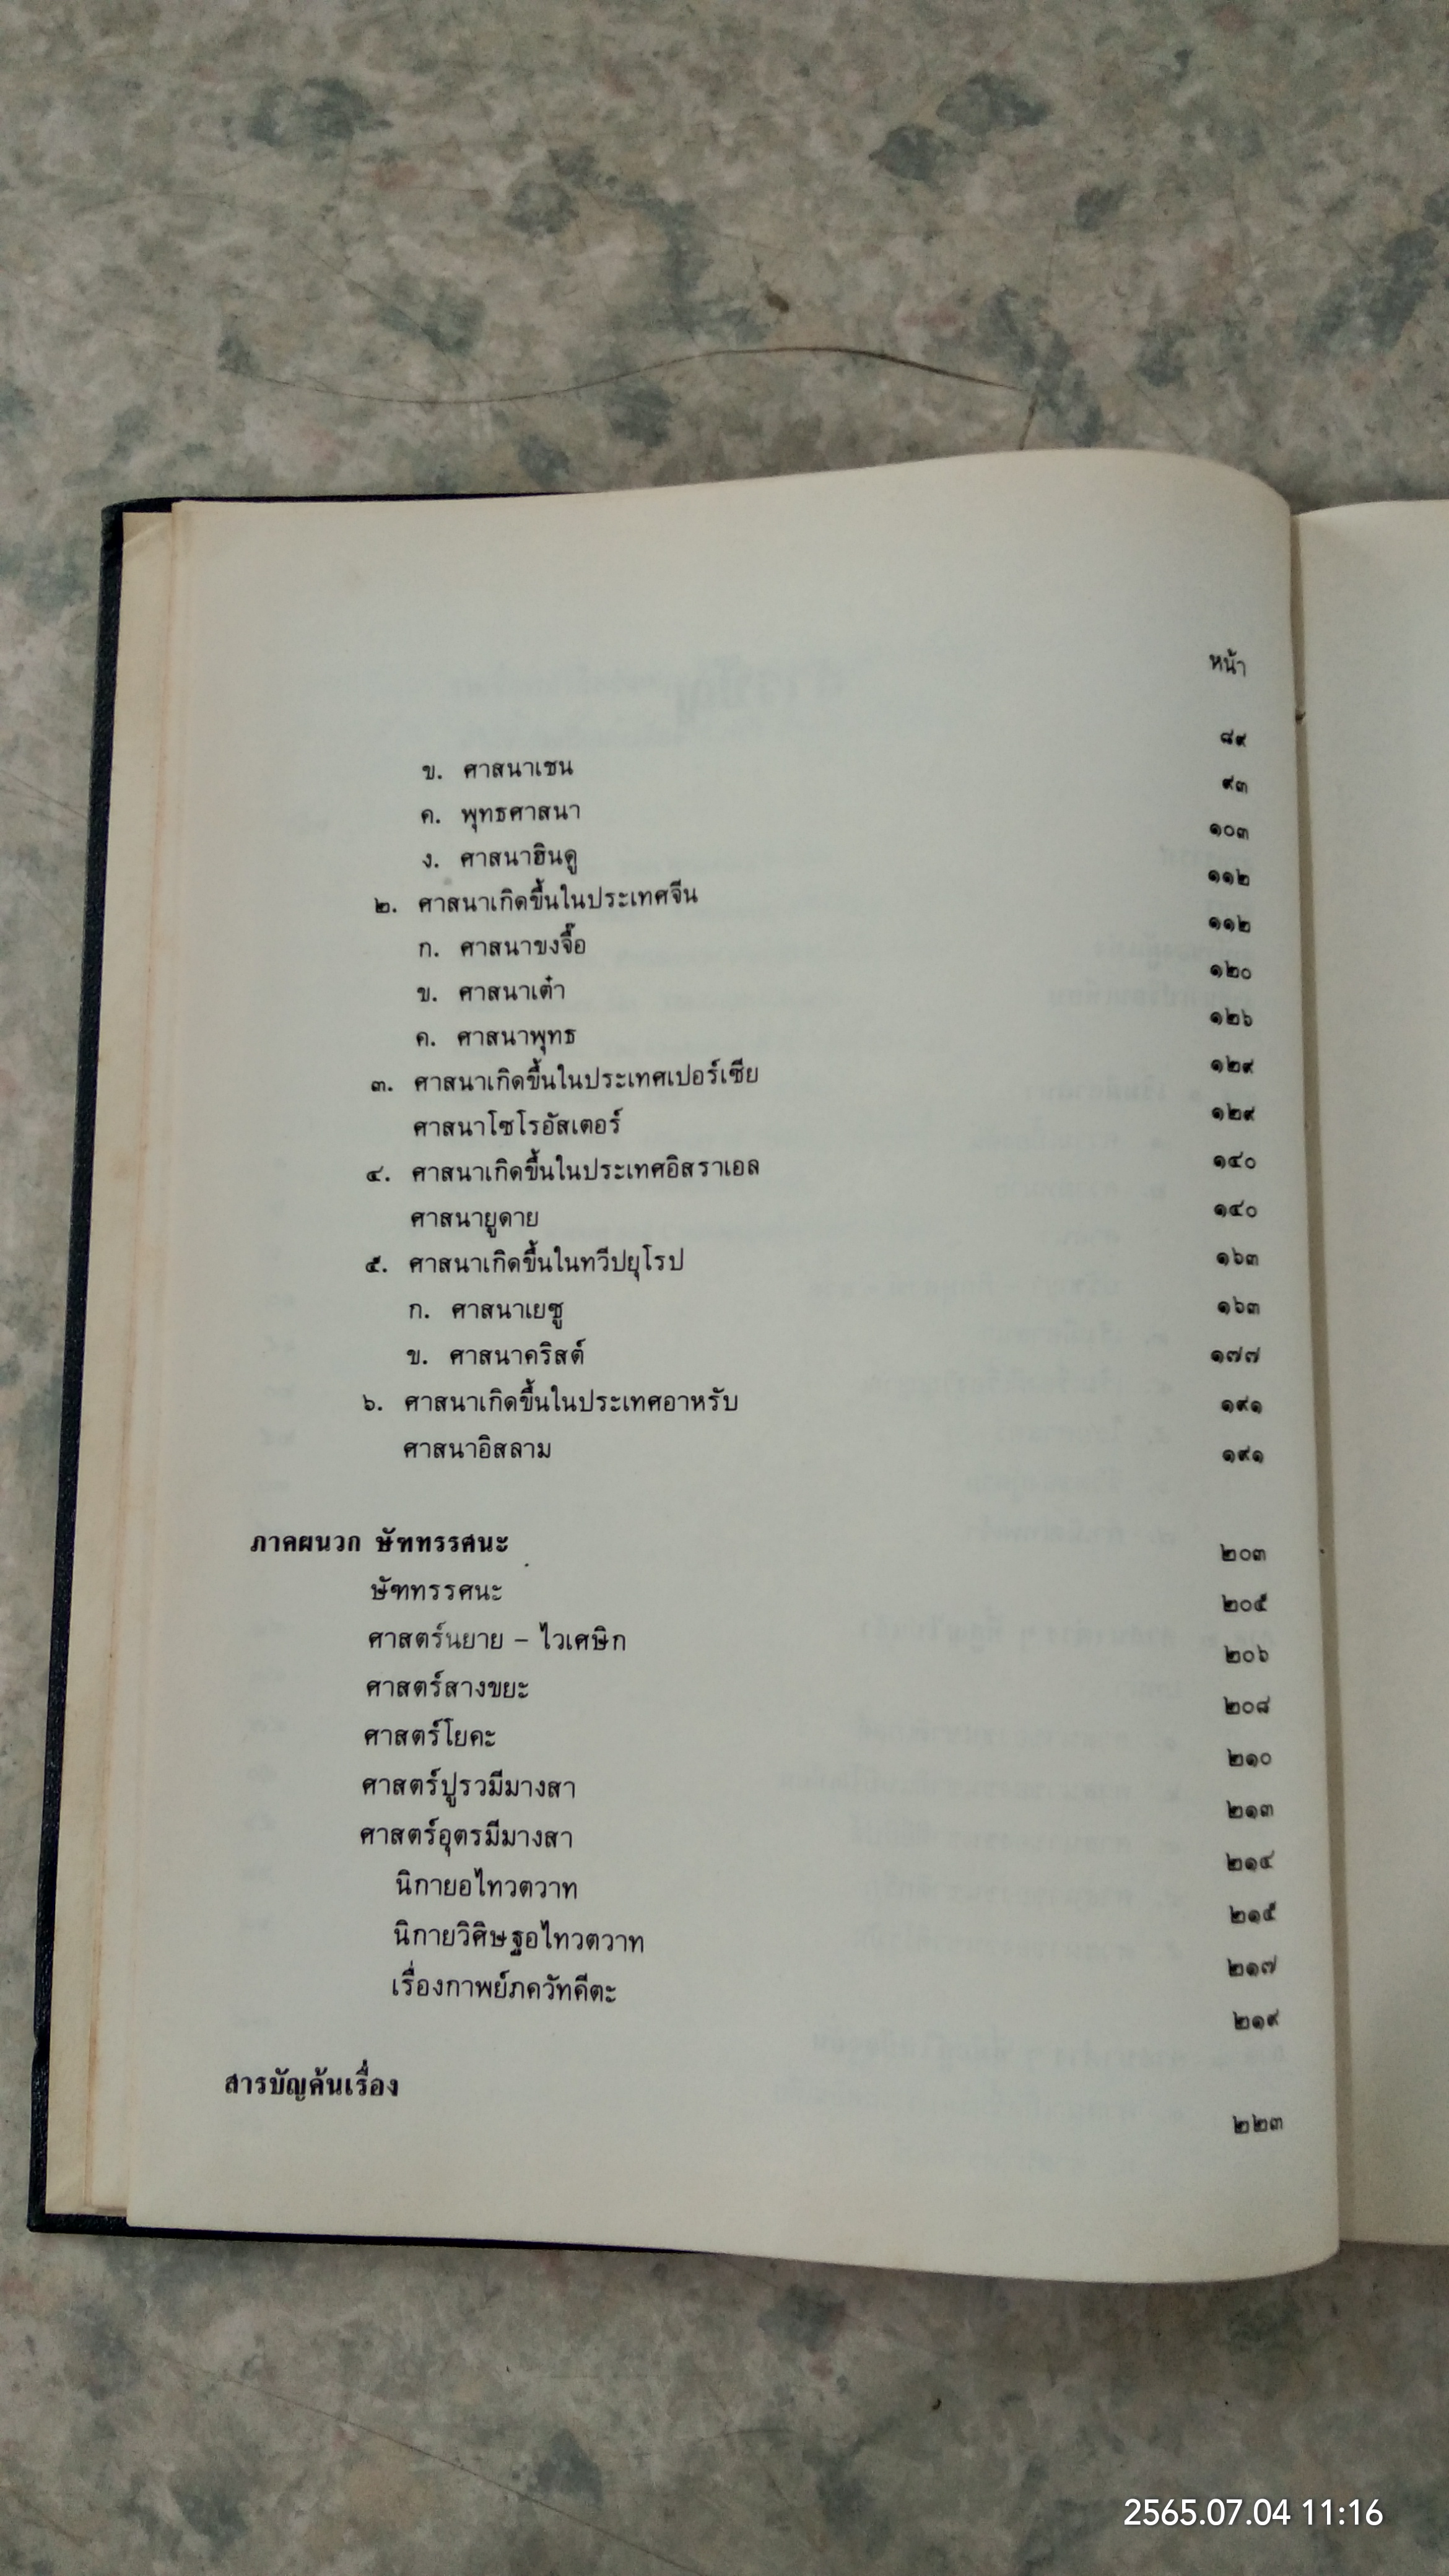 หน้า
ข. ศาสนาเชน ๘๙
ค. พุทธศาสนา ๙๓
ง. ศาสนาฮินดู ๑๐๓
๒. ศาสนาเกิดขึ้นในประเทศจีน ๑๑๒
ก. ศาสนาขงจื๊อ ๑๑๒
ข. ศาสนาเต๋า ๑๒๐
ค. ศาสนาพุทธ ๑๒๖
๓. ศาสนาเกิดขึ้นในประเทศเปอร์เซีย ๑๒๙
ศาสนาโซโรอัสเตอร์ ๑๒๙
๔. ศาสนาเกิดขึ้นในประเทศอิสราเอล ๑๔๐
ศาสนายูดาย ๑๔๐
๕. ศาสนาเกิดขึ้นในทวีปยุโรป ๑๖๓
ก. ศาสนาเยซู ๑๖๓
ข. ศาสนาคริสต์ ๑๗๗
๖. ศาสนาเกิดขึ้นในประเทศอาหรับ ๑๙๑
ศาสนาอิสลาม ๑๙๑
ภาคผนวก ษัททรรศนะ ๒๐๓
ษัททรรศนะ ๒๐๕
ศาสตร์นยาย – ไวเศษิก ๒๐๖
ศาสตร์สางขยะ ๒๐๘
ศาสตร์โยคะ ๒๑๐
ศาสตร์ปูรวมีมางสา ๒๑๓
ศาสตร์อุตรมีมางสา ๒๑๔
นิกายอไทวตวาท ๒๑๕
นิกายวิศิษฐอไทวตวาท ๒๑๗
เรื่องกาพย์ภควัทคีตะ ๒๑๙
สารบัญค้นเรื่อง ๒๒๓
2565.07.04 11:16